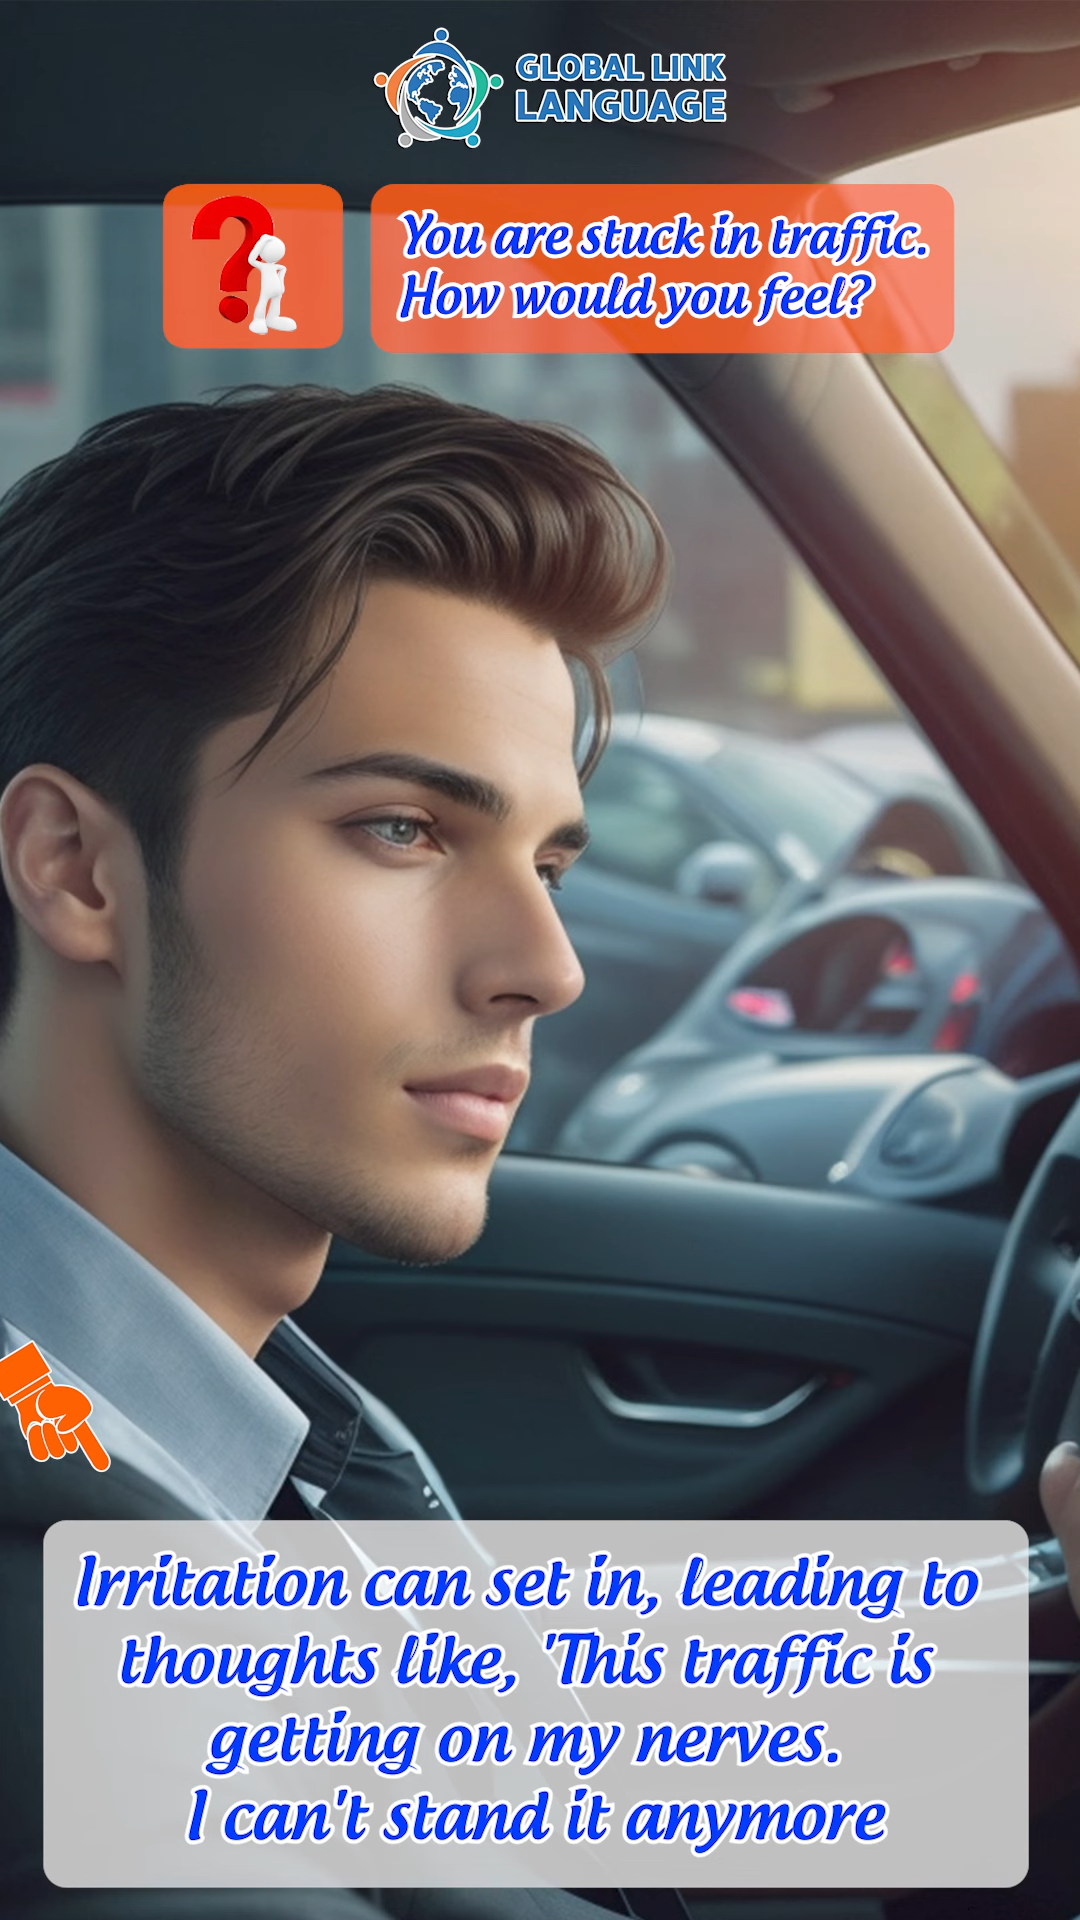 GLOBAL LINK
LANGUAGE
You are stuck in traffic.
How would you feel?
Irritation can set in, leading to
thoughts like, 'This traffic is
getting on my nerves.
I can't stand it anymore